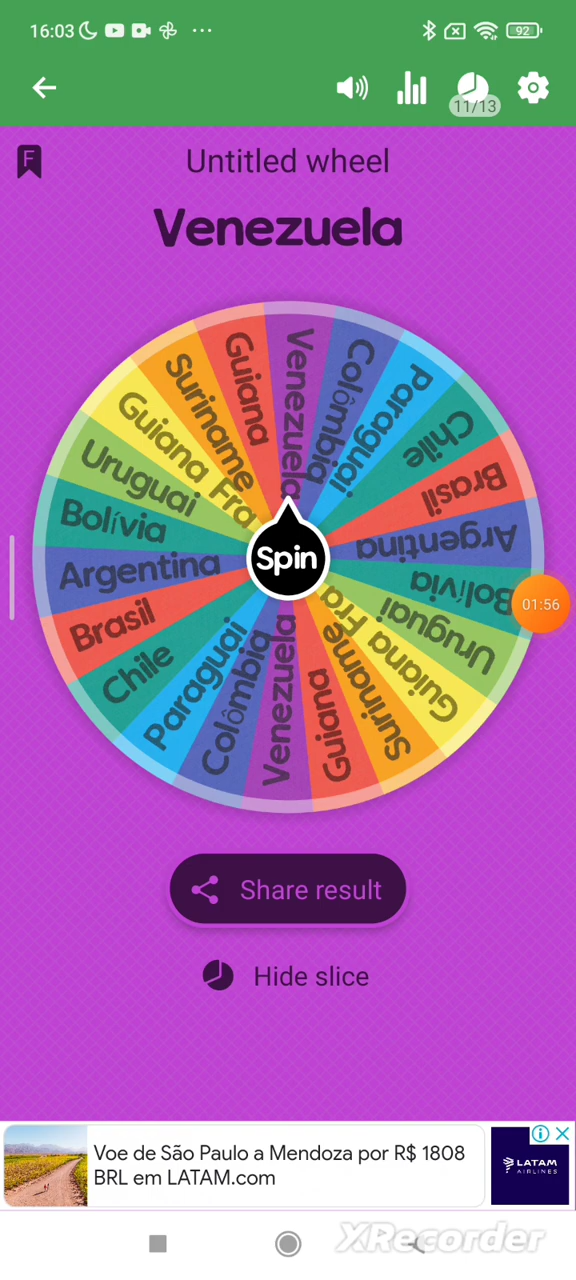 16:03
92
11/13
F
Untitled wheel
Venezuela
Venezuela
Colômbia
Paraguai
Chile
Brasil
Argentina
Bolívia
Uruguai
Guiana Fra
Suriname
Guiana
Venezuela
Colômbia
Paraguai
Chile
Brasil
Argentina
Bolívia
Uruguai
Guiana Fra
Suriname
Guiana
Spin
01:56
Share result
Hide slice
Voe de São Paulo a Mendoza por R$ 1808
BRL em LATAM.com
LATAM
AIRLINES
XRecorder